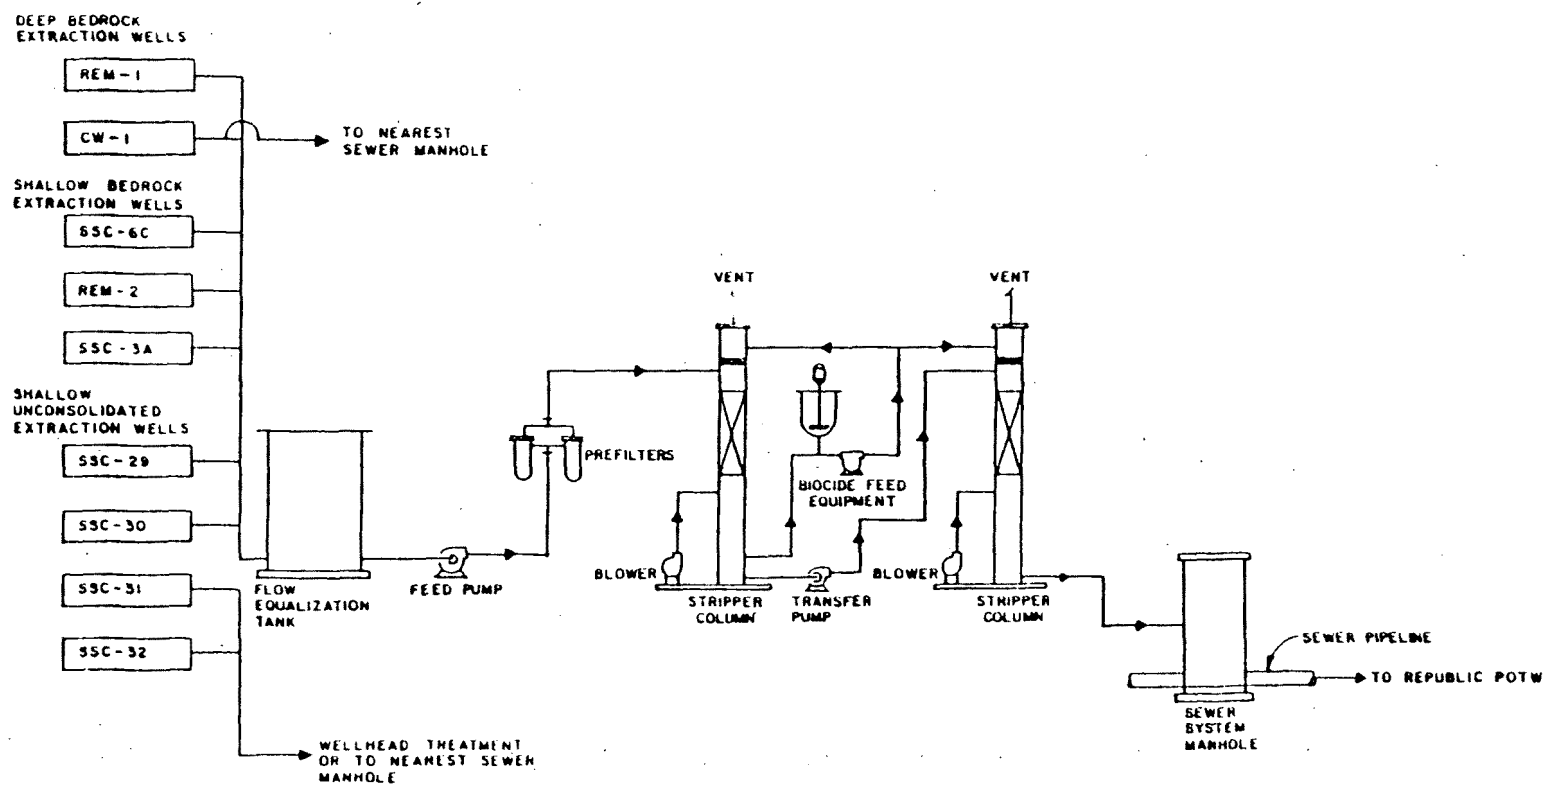 DEEP BEDROCK
EXTRACTION WELLS
REM-1
CW-1
TO NEAREST
SEWER MANHOLE
SHALLOW BEDROCK
EXTRACTION WELLS
SSC-6C
REM-2
SSC-3A
SHALLOW
UNCONSOLIDATED
EXTRACTION WELLS
SSC-29
SSC-30
SSC-31
SSC-32
WELLHEAD TREATMENT
OR TO NEAREST SEWER
MANHOLE
FLOW
EQUALIZATION
TANK
FEED PUMP
PREFILTERS
VENT
BLOWER
STRIPPER
COLUMN
BIOCIDE FEED
EQUIPMENT
TRANSFER
PUMP
VENT
BLOWER
STRIPPER
COLUMN
SEWER PIPELINE
TO REPUBLIC POTW
SEWER
SYSTEM
MANHOLE